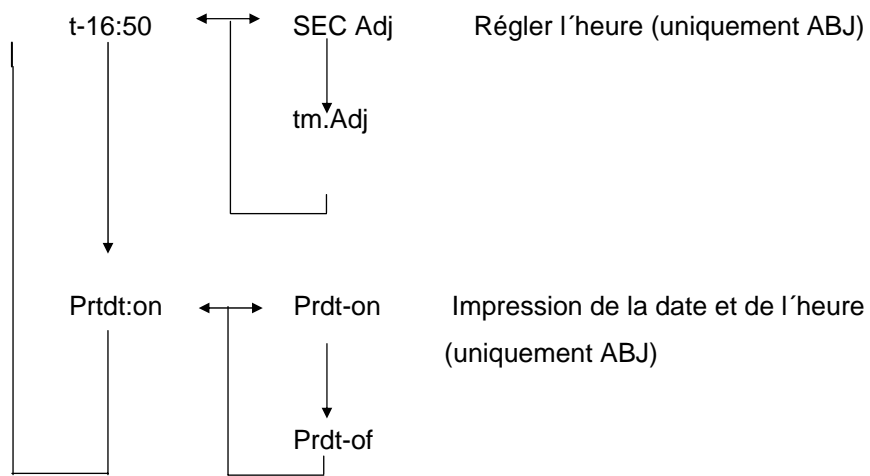 t-16:50 SEC Adj Régler l´heure (uniquement ABJ)
tm.Adj
Prtdt:on Prdt-on Impression de la date et de l´heure
(uniquement ABJ)
Prdt-of